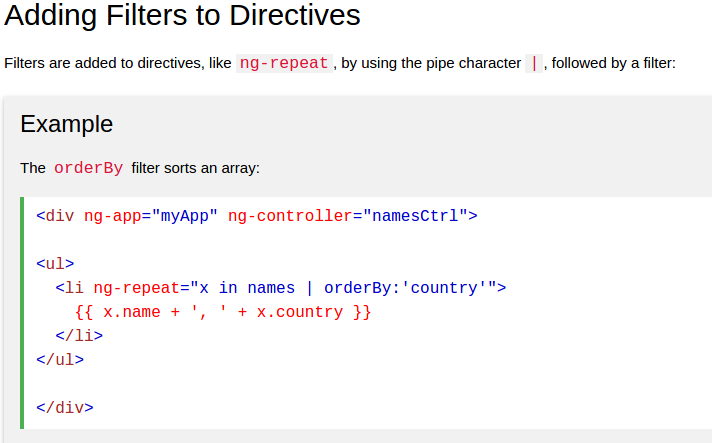 Adding Filters to Directives
Filters are added to directives, like ng-repeat, by using the pipe character |, followed by a filter:
Example
The orderBy filter sorts an array:
<div ng-app="myApp" ng-controller="namesCtrl">
<ul>
<li ng-repeat="x in names | orderBy:'country'">
{{ x.name + ', ' + x.country }}
</li>
</ul>
</div>